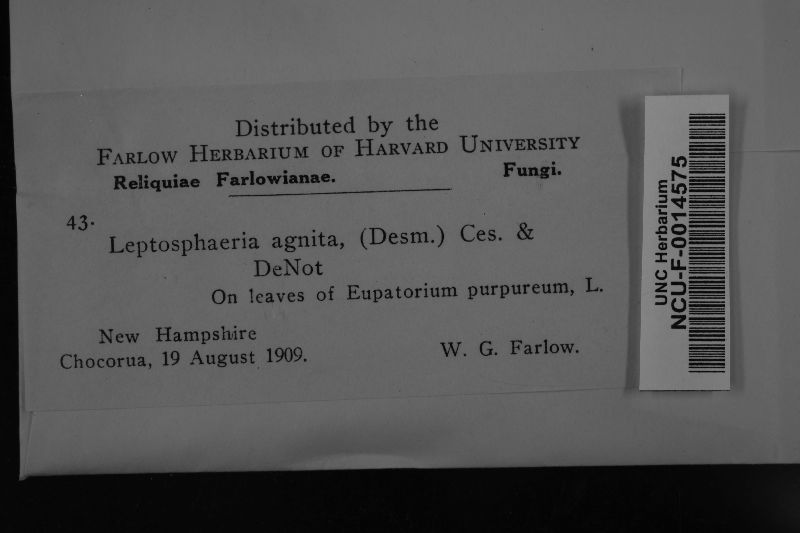 Distributed by the
FARLOW HERBARIUM OF HARVARD UNIVERSITY
Reliquiae Farlowianae. Fungi.
43.
Leptosphaeria agnita, (Desm.) Ces. &
DeNot
On leaves of Eupatorium purpureum, L.
New Hampshire
Chocorua, 19 August 1909. W. G. Farlow.
UNC Herbarium
NCU-F-0014575